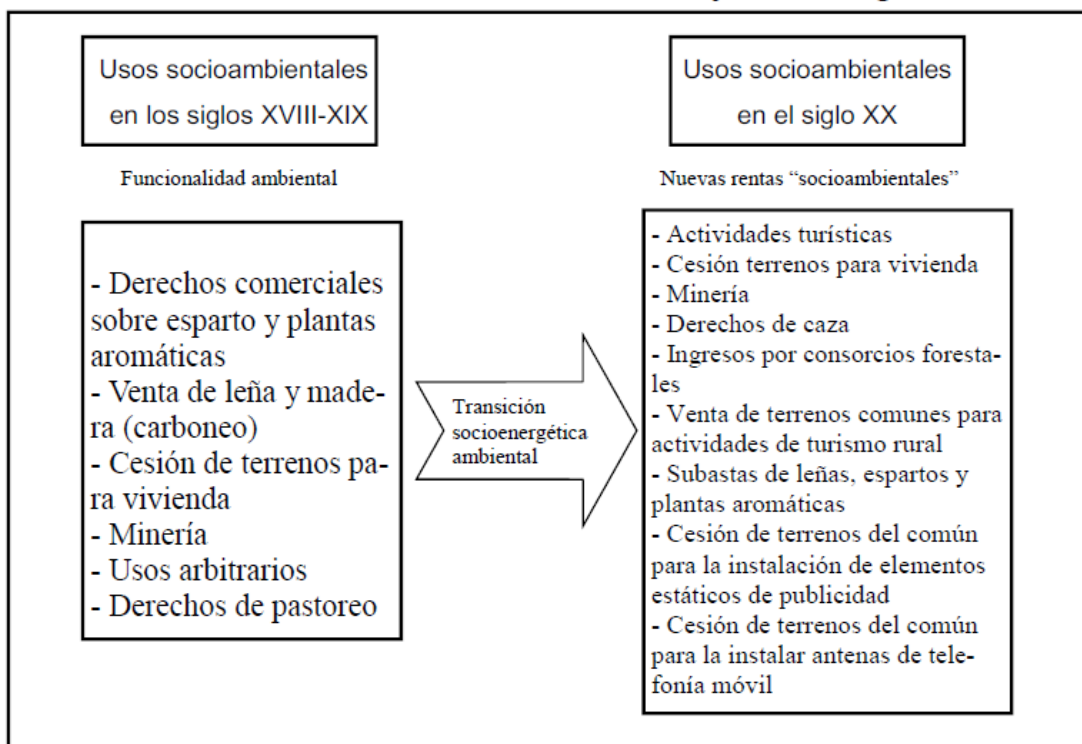 Usos socioambientales
en los siglos XVIII-XIX
Funcionalidad ambiental
- Derechos comerciales
sobre esparto y plantas
aromáticas
- Venta de leña y made-
ra (carboneo)
- Cesión de terrenos pa-
ra vivienda
- Minería
- Usos arbitrarios
- Derechos de pastoreo
Transición
socioenergética
ambiental
Usos socioambientales
en el siglo XX
Nuevas rentas “socioambientales”
- Actividades turísticas
- Cesión terrenos para vivienda
- Minería
- Derechos de caza
- Ingresos por consorcios foresta-
les
- Venta de terrenos comunes para
actividades de turismo rural
- Subastas de leñas, espartos y
plantas aromáticas
- Cesión de terrenos del común
para la instalación de elementos
estáticos de publicidad
- Cesión de terrenos del común
para la instalar antenas de tele-
fonía móvil